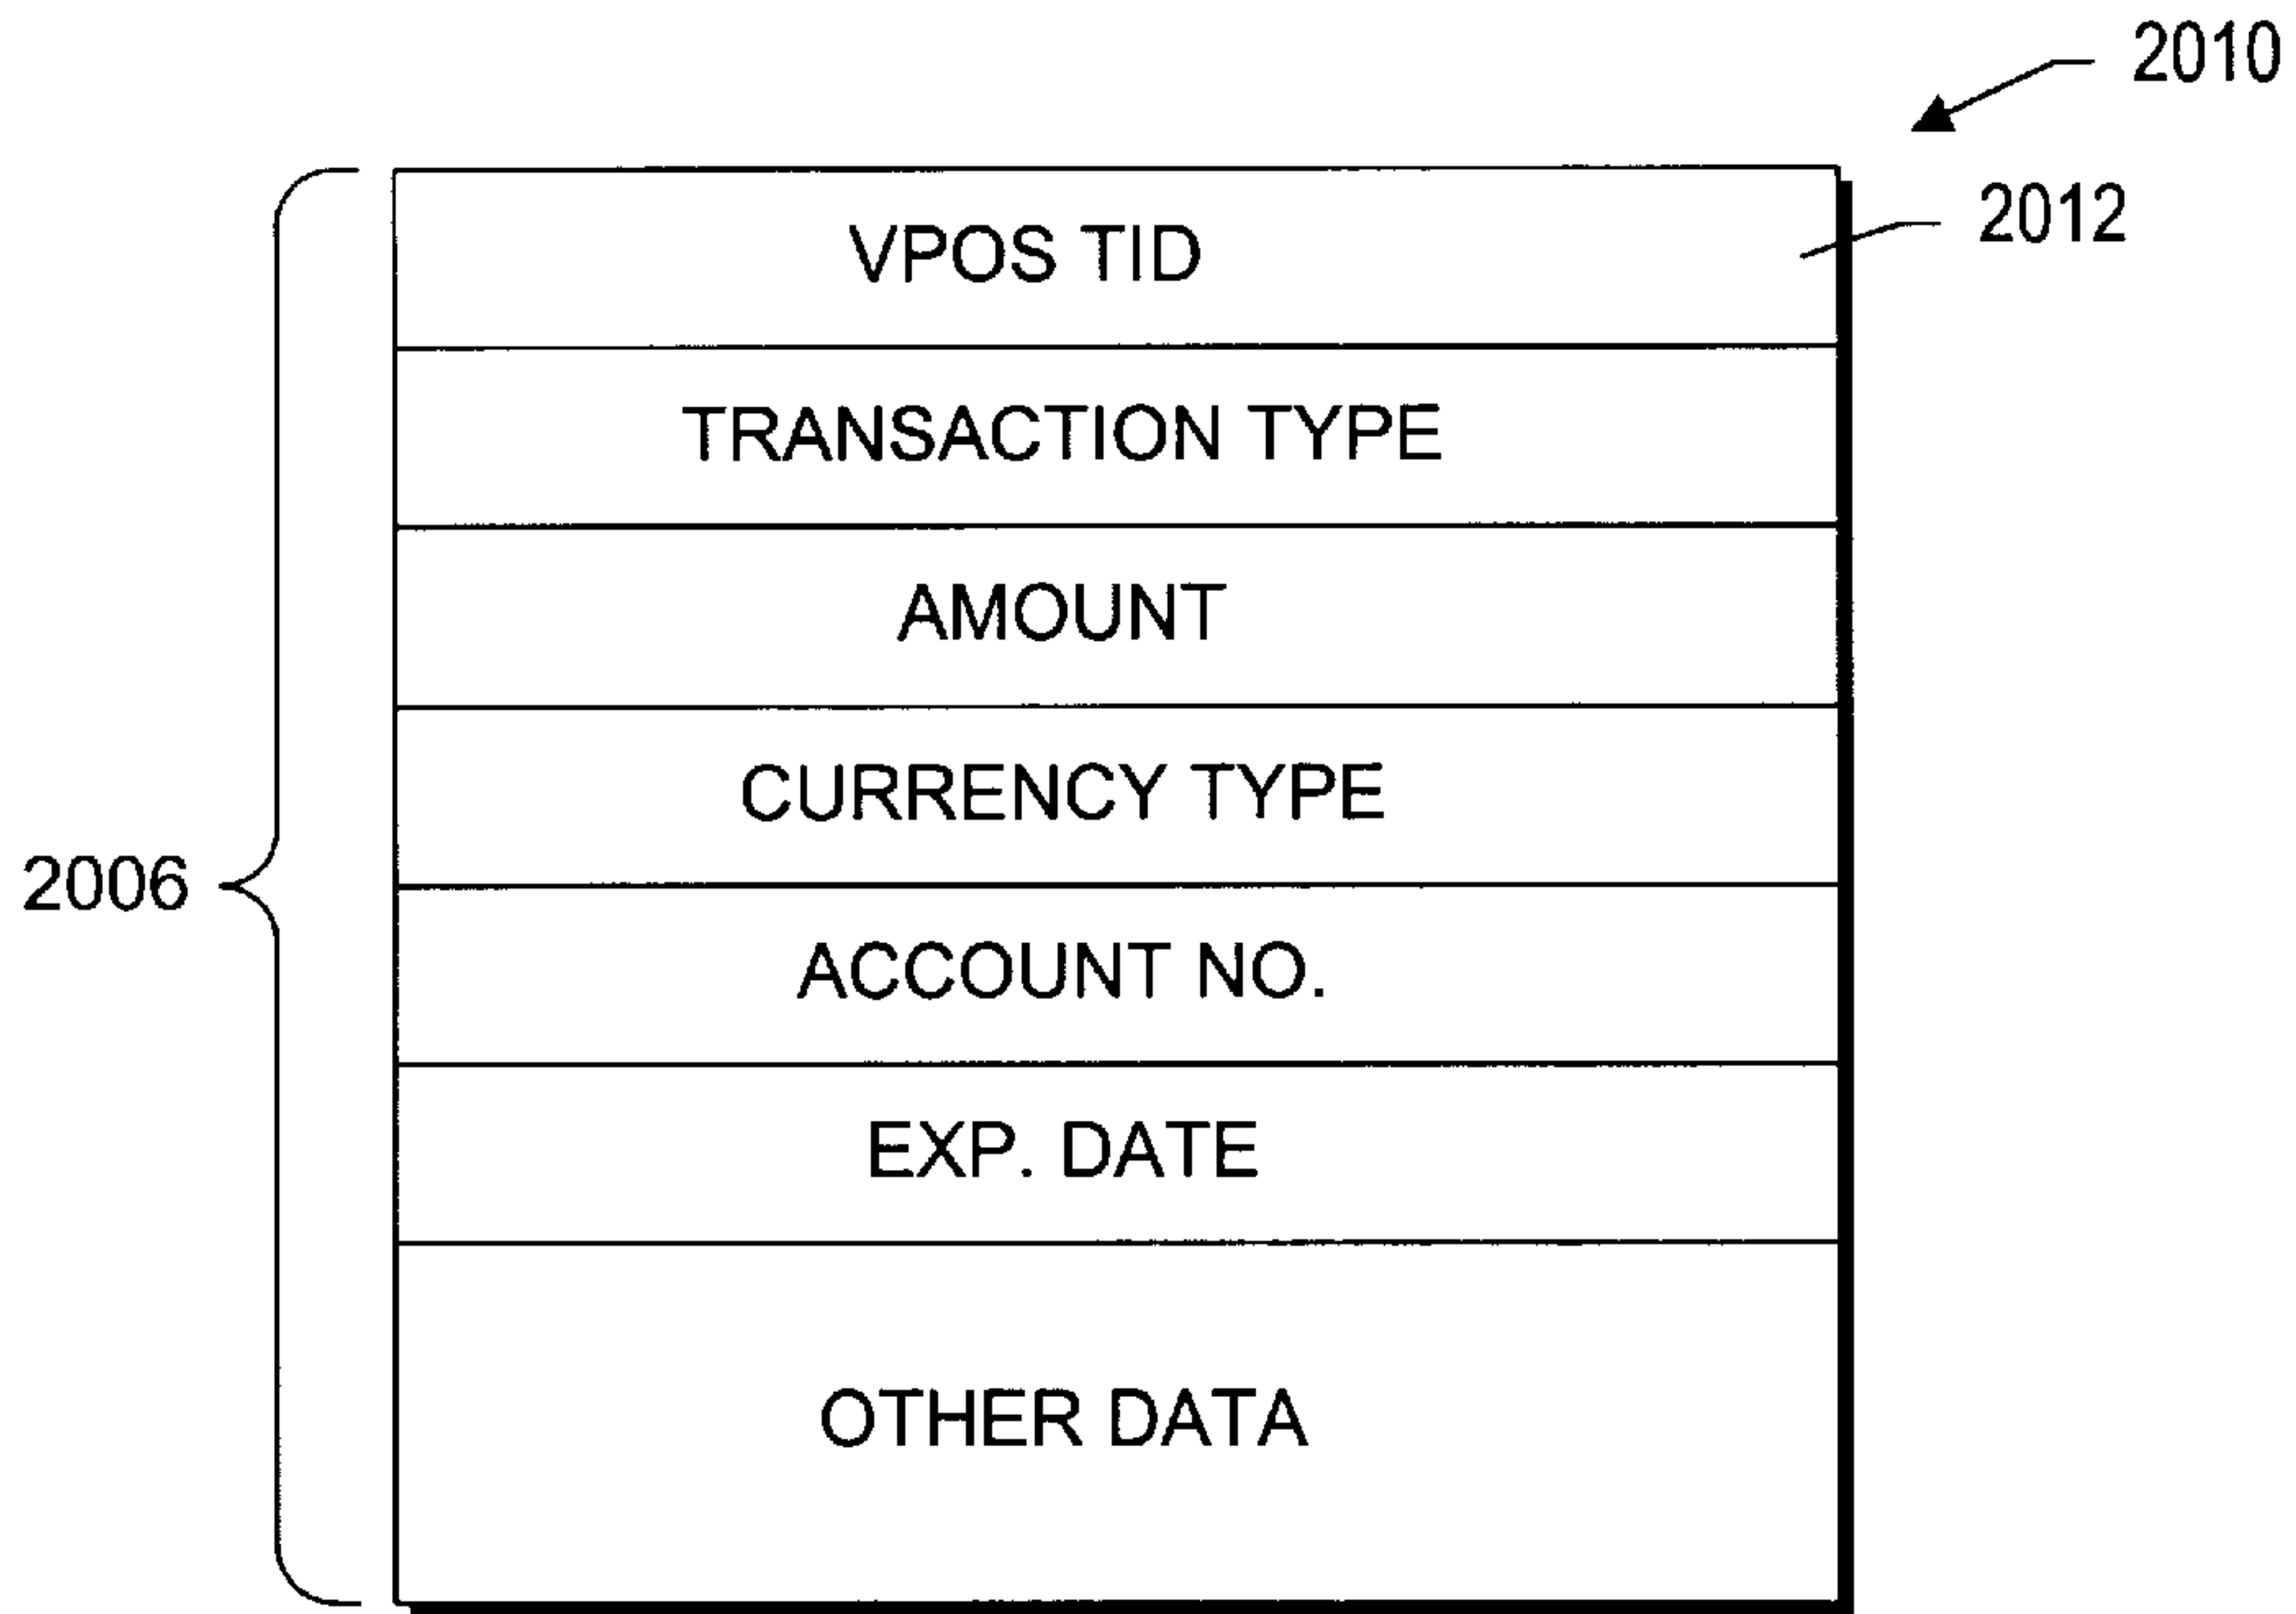 2010
VPOS TID
2012
TRANSACTION TYPE
AMOUNT
CURRENCY TYPE
2006
ACCOUNT NO.
EXP. DATE
OTHER DATA